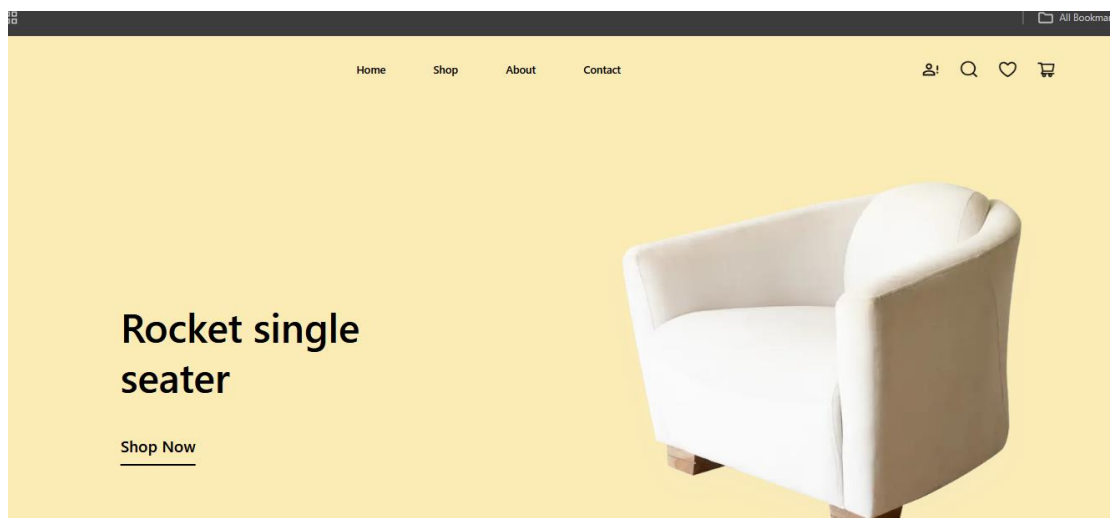 All Bookmar
Home Shop About Contact
Rocket single
seater
Shop Now